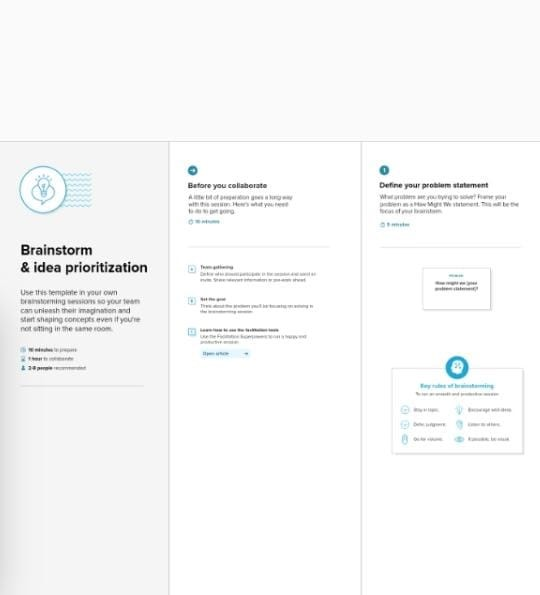 Brainstorm
& idea prioritization
Use this template in your own
brainstorming sessions so your team
can unleash their imagination and
start shaping concepts even if you're
not sitting in the same room.
10 minutes to prepare
1 hour to collaborate
2-8 people recommended
Before you collaborate
A little bit of preparation goes a long way
with this session. Here's what you need
to do to get going.
10 minutes
A
Team gathering
Define who should participate in the session and send an
invite. Share relevant information or pre-work ahead.
B
Set the goal
Think about the problem you'll be focusing on solving in
the brainstorming session.
C
Learn how to use the facilitation tools
Use the Facilitation Superpowers to run a happy and
productive session.
Open article
1
Define your problem statement
What problem are you trying to solve? Frame your
problem as a How Might We statement. This will be the
focus of your brainstorm.
5 minutes
PROBLEM
How might we [your
problem statement]?
Key rules of brainstorming
To run an smooth and productive session
Stay in topic.
Encourage wild ideas.
Defer judgment.
Listen to others.
Go for volume.
If possible, be visual.